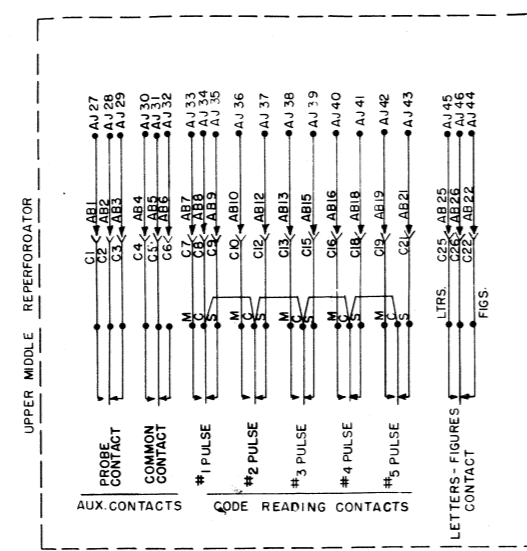 UPPER MIDDLE REPERFOROATOR
AJ 27
AJ 28
AJ 29
AJ 30
AJ 31
AJ 32
AJ 33
AJ 34
AJ 35
AJ 36
AJ 37
AJ 38
AJ 39
AJ 40
AJ 41
AJ 42
AJ 43
AJ 45
AJ 46
AJ 44
AB1
AB2
AB3
AB4
AB5
AB6
AB7
AB8
AB9
AB10
AB12
AB13
AB15
AB16
AB18
AB19
AB21
AB25
AB26
AB22
C1
C2
C3
C4
C5
C6
C7
C8
C9
C10
C12
C13
C15
C16
C18
C19
C21
C25
C26
C22
LTRS.
FIGS.
M C S
M C S
M C S
M C S
M C S
PROBE
CONTACT
COMMON
CONTACT
#1 PULSE
#2 PULSE
#3 PULSE
#4 PULSE
#5 PULSE
LETTERS-FIGURES
CONTACT
AUX. CONTACTS
CODE READING CONTACTS